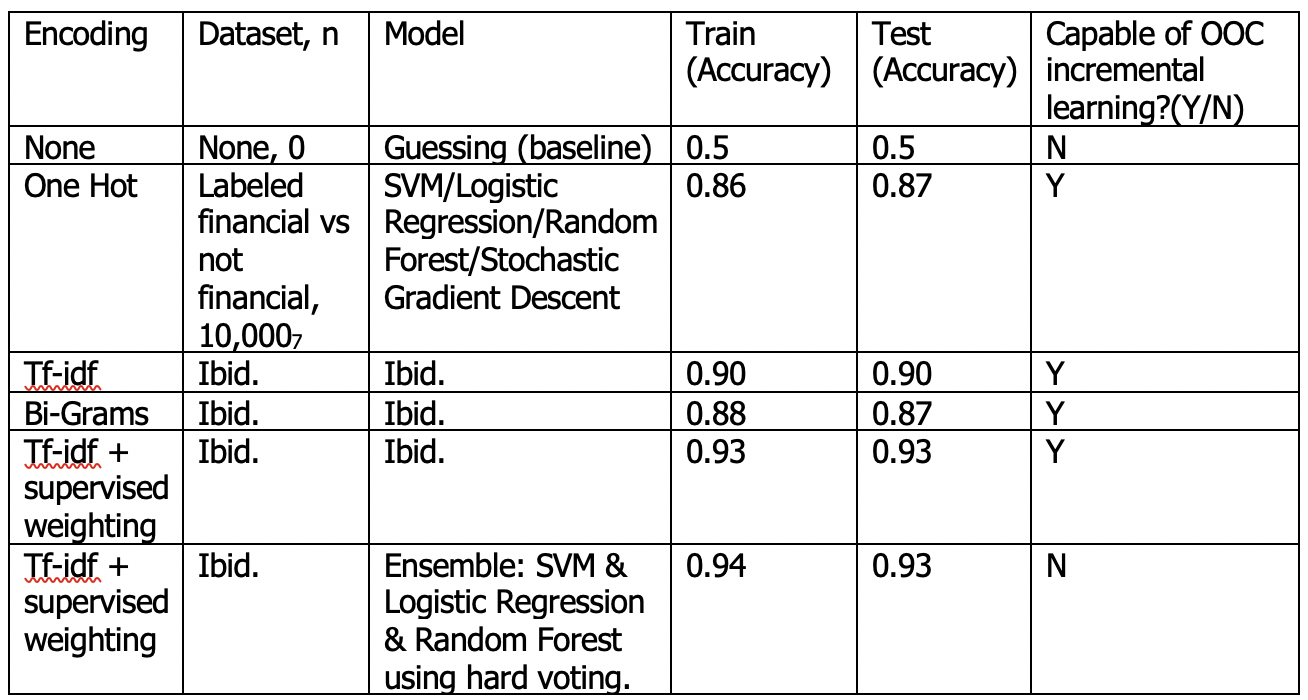 Encoding Dataset, n Model Train (Accuracy) Test (Accuracy) Capable of OOC incremental learning?(Y/N)
None None, 0 Guessing (baseline) 0.5 0.5 N
One Hot Labeled financial vs not financial, 10,000₇ SVM/Logistic Regression/Random Forest/Stochastic Gradient Descent 0.86 0.87 Y
Tf-idf Ibid. Ibid. 0.90 0.90 Y
Bi-Grams Ibid. Ibid. 0.88 0.87 Y
Tf-idf + supervised weighting Ibid. Ibid. 0.93 0.93 Y
Tf-idf + supervised weighting Ibid. Ensemble: SVM & Logistic Regression & Random Forest using hard voting. 0.94 0.93 N